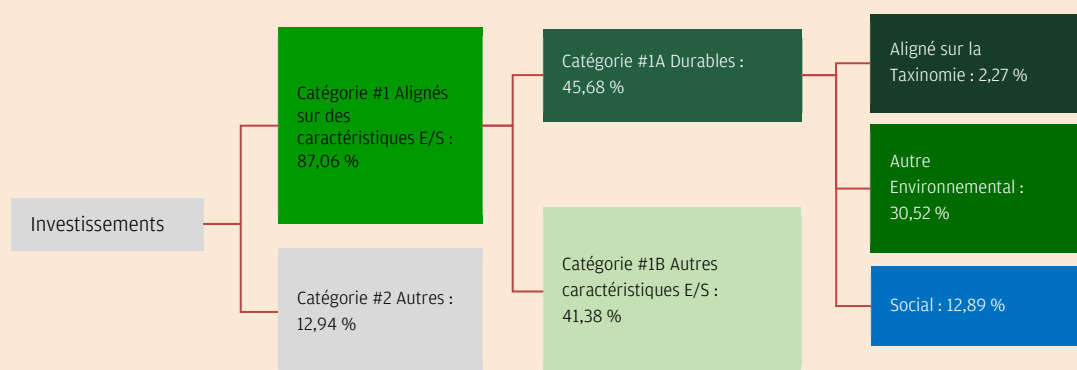 Investissements
Catégorie #1 Alignés
sur des
caractéristiques E/S :
87,06 %
Catégorie #2 Autres :
12,94 %
Catégorie #1A Durables :
45,68 %
Catégorie #1B Autres
caractéristiques E/S :
41,38 %
Aligné sur la
Taxinomie : 2,27 %
Autre
Environnemental :
30,52 %
Social : 12,89 %